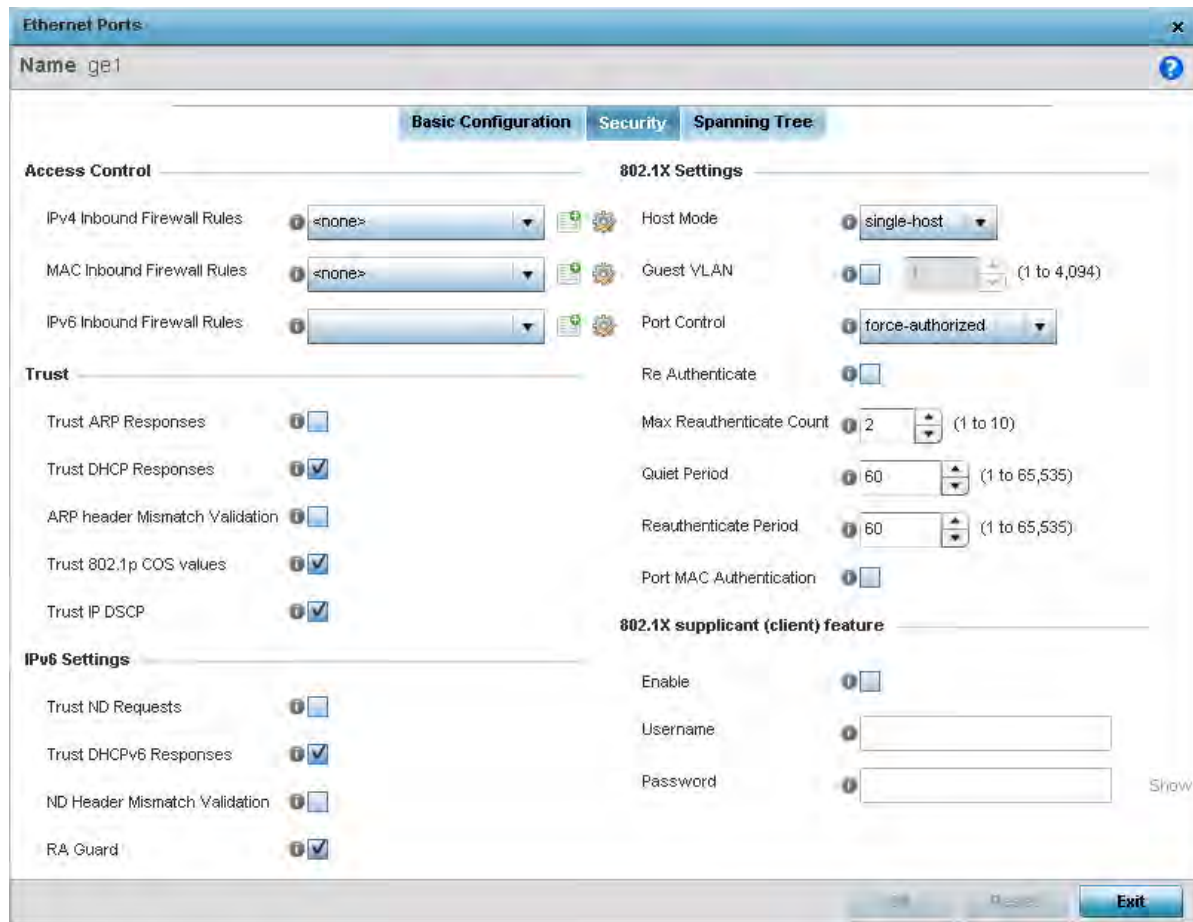 Ethernet Ports
Name ge1
Basic Configuration Security Spanning Tree
Access Control
IPv4 Inbound Firewall Rules <none>
MAC Inbound Firewall Rules <none>
IPv6 Inbound Firewall Rules
Trust
Trust ARP Responses
Trust DHCP Responses
ARP header Mismatch Validation
Trust 802.1p COS values
Trust IP DSCP
IPv6 Settings
Trust ND Requests
Trust DHCPv6 Responses
ND Header Mismatch Validation
RA Guard
802.1X Settings
Host Mode single-host
Guest VLAN 1 (1 to 4,094)
Port Control force-authorized
Re Authenticate
Max Reauthenticate Count 2 (1 to 10)
Quiet Period 60 (1 to 65,535)
Reauthenticate Period 60 (1 to 65,535)
Port MAC Authentication
802.1X supplicant (client) feature
Enable
Username
Password Show
Exit